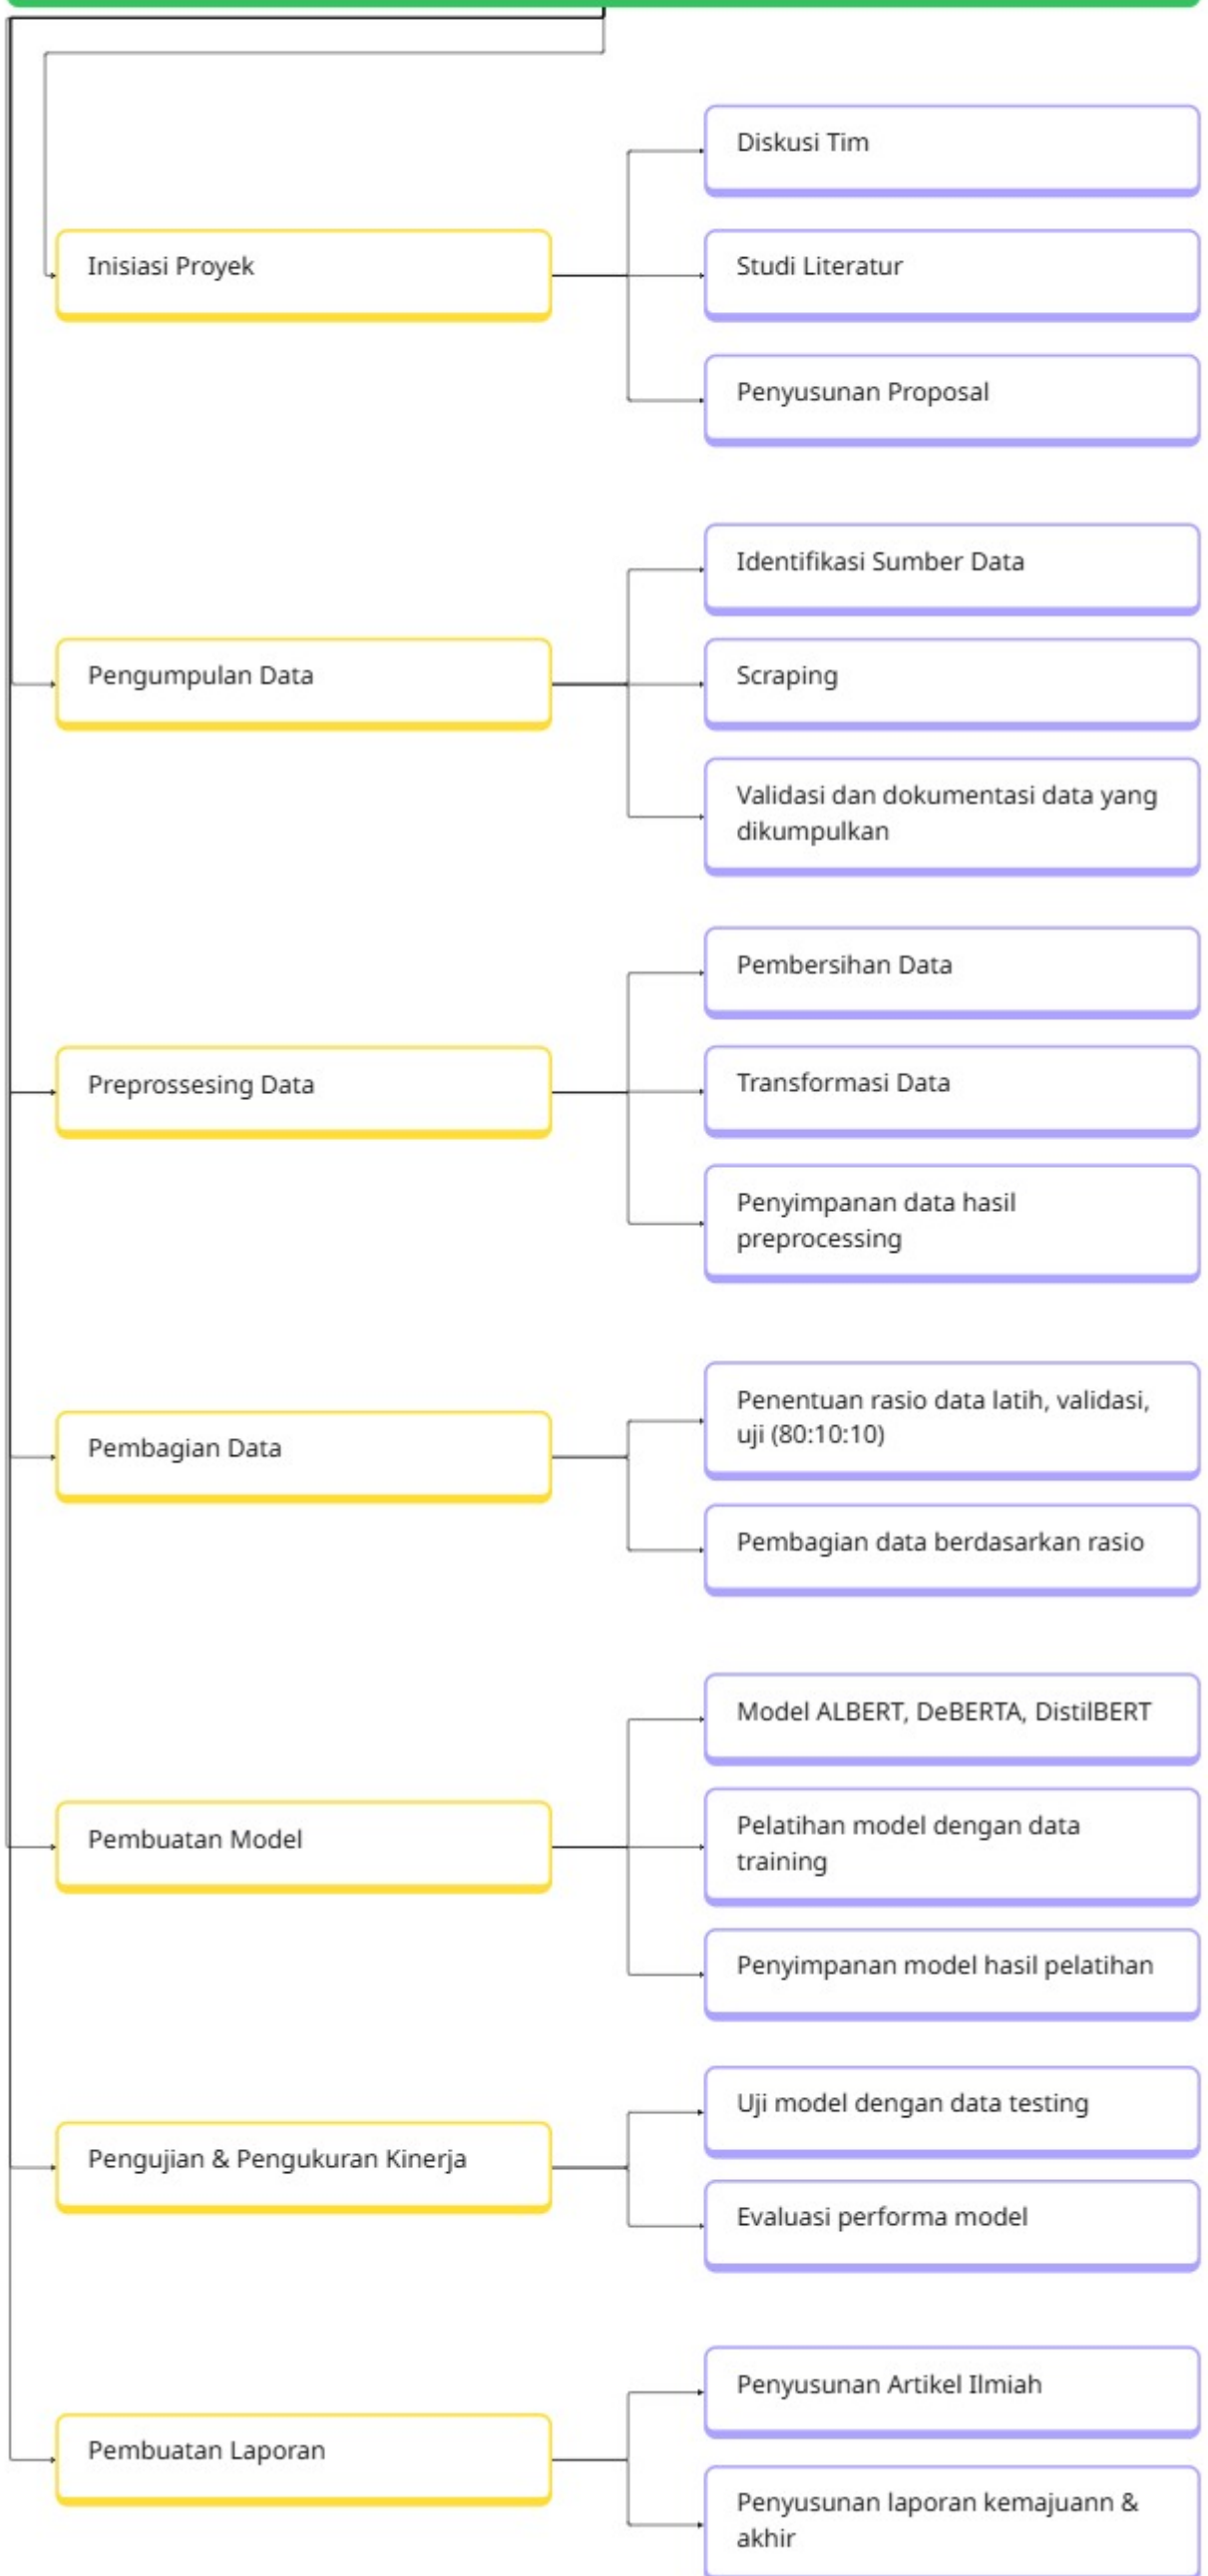 Diskusi Tim
Inisiasi Proyek
Studi Literatur
Penyusunan Proposal
Identifikasi Sumber Data
Pengumpulan Data
Scraping
Validasi dan dokumentasi data yang
dikumpulkan
Pembersihan Data
Preprossesing Data
Transformasi Data
Penyimpanan data hasil
preprocessing
Penentuan rasio data latih, validasi,
uji (80:10:10)
Pembagian Data
Pembagian data berdasarkan rasio
Model ALBERT, DeBERTA, DistilBERT
Pembuatan Model
Pelatihan model dengan data
training
Penyimpanan model hasil pelatihan
Uji model dengan data testing
Pengujian & Pengukuran Kinerja
Evaluasi performa model
Penyusunan Artikel Ilmiah
Pembuatan Laporan
Penyusunan laporan kemajuann &
akhir